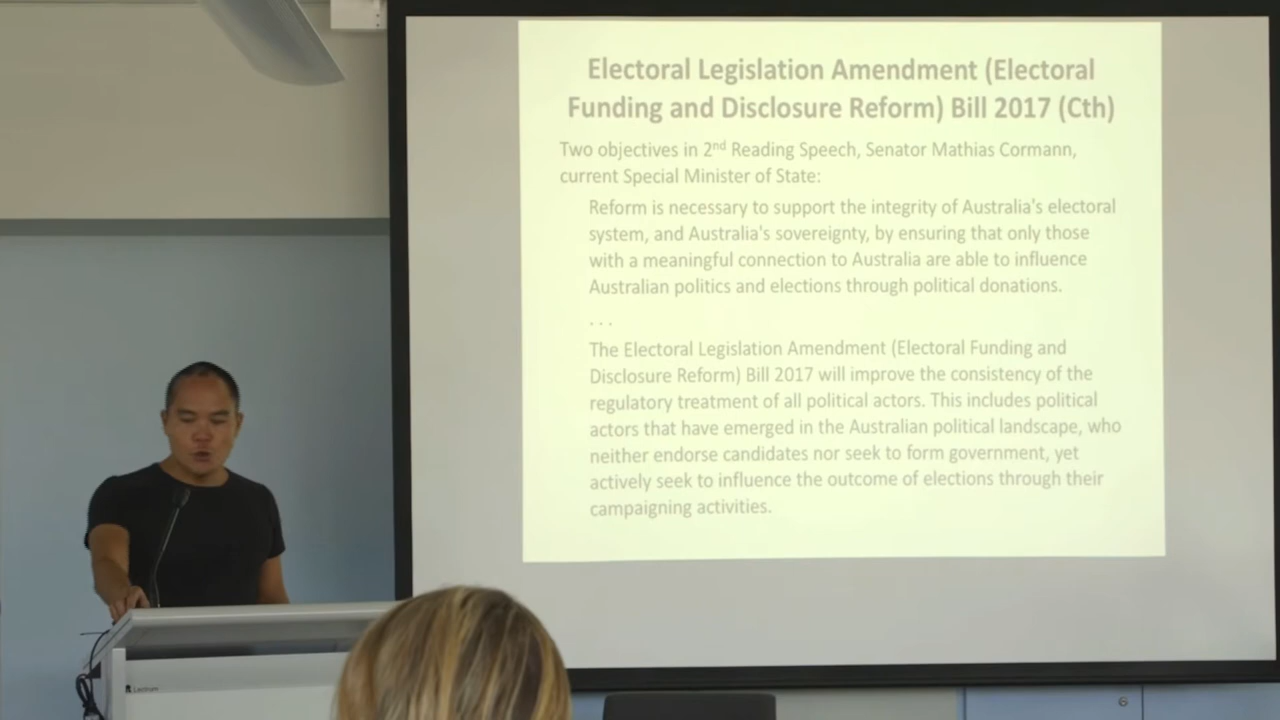 Electoral Legislation Amendment (Electoral
Funding and Disclosure Reform) Bill 2017 (Cth)
Two objectives in 2nd Reading Speech, Senator Mathias Cormann,
current Special Minister of State:
Reform is necessary to support the integrity of Australia's electoral
system, and Australia's sovereignty, by ensuring that only those
with a meaningful connection to Australia are able to influence
Australian politics and elections through political donations.
. . .
The Electoral Legislation Amendment (Electoral Funding and
Disclosure Reform) Bill 2017 will improve the consistency of the
regulatory treatment of all political actors. This includes political
actors that have emerged in the Australian political landscape, who
neither endorse candidates nor seek to form government, yet
actively seek to influence the outcome of elections through their
campaigning activities.
Lectrum